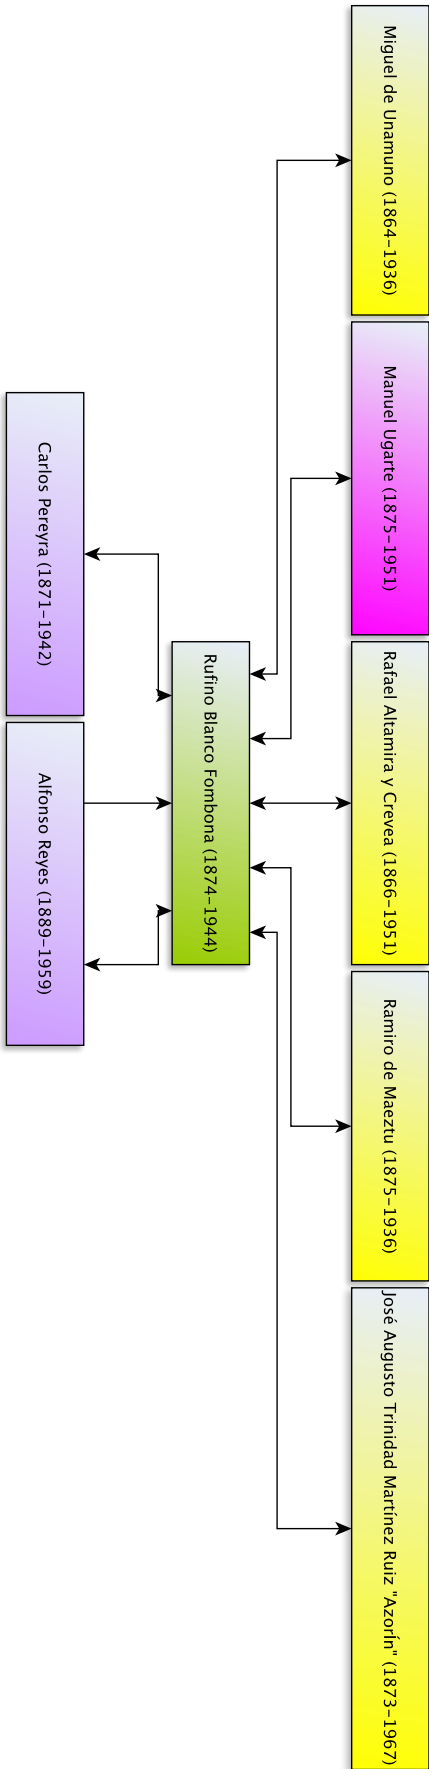 Miguel de Unamuno (1864-1936)
Manuel Ugarte (1875-1951)
Rafael Altamira y Crevea (1866-1951)
Ramiro de Maeztu (1875-1936)
José Augusto Trinidad Martínez Ruiz "AzorÍn" (1873-1967)
Rufino Blanco Fombona (1874-1944)
Carlos Pereyra (1871-1942)
Alfonso Reyes (1889-1959)